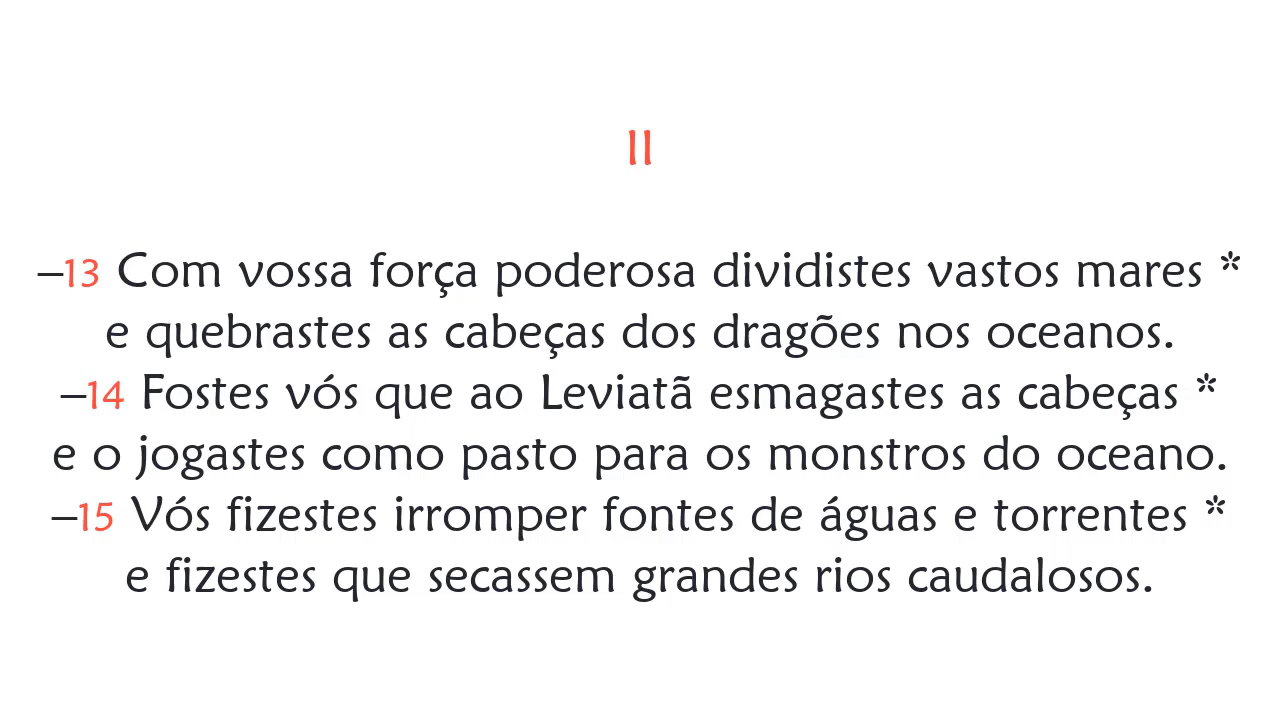 II
–13 Com vossa força poderosa dividistes vastos mares *
e quebrastes as cabeças dos dragões nos oceanos.
–14 Fostes vós que ao Leviatã esmagastes as cabeças *
e o jogastes como pasto para os monstros do oceano.
–15 Vós fizestes irromper fontes de águas e torrentes *
e fizestes que secassem grandes rios caudalosos.